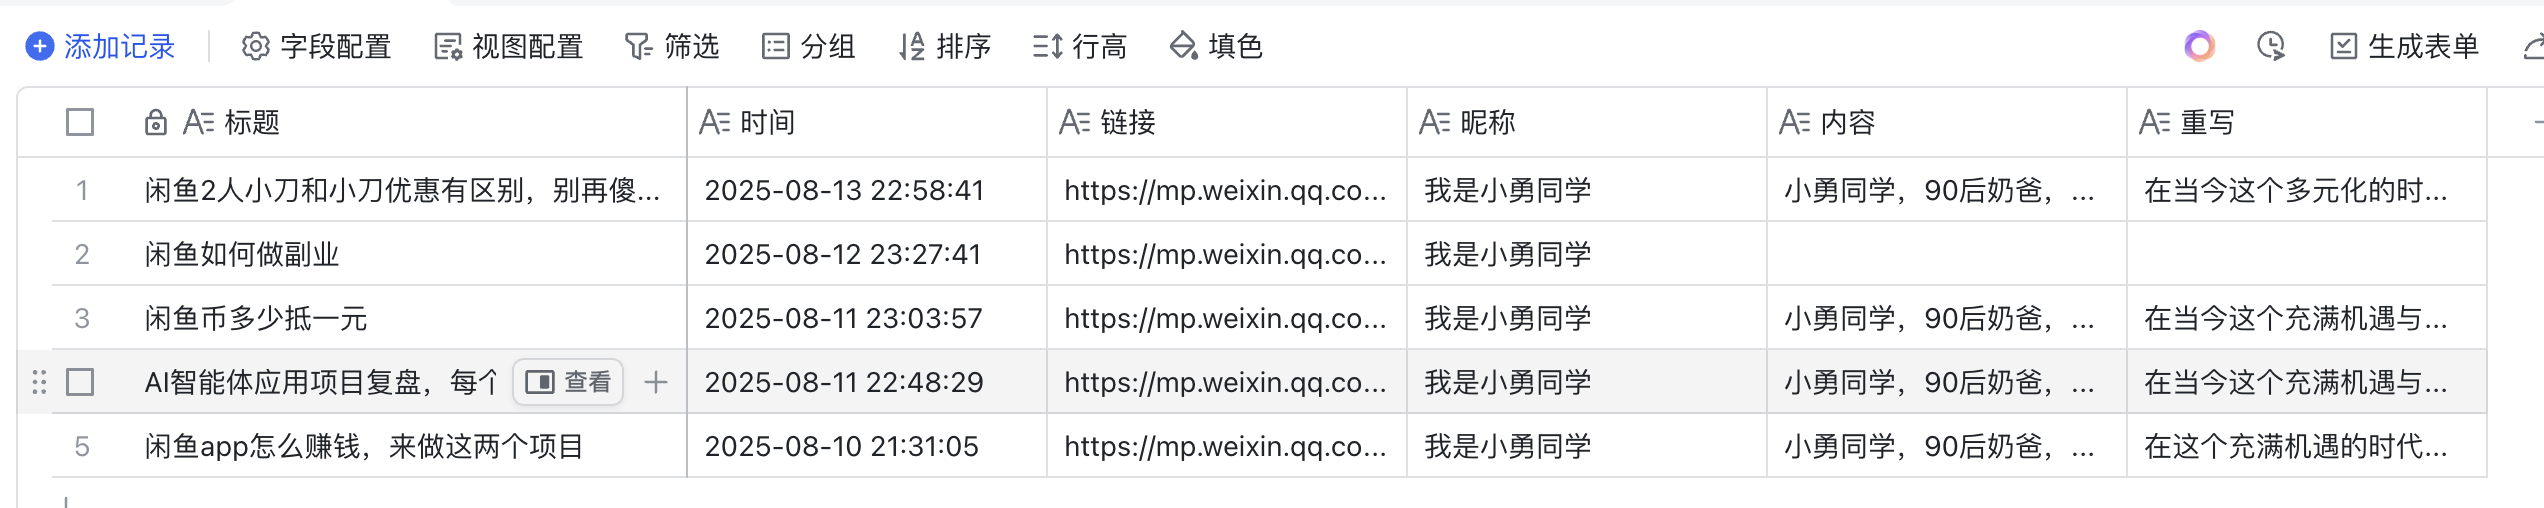 添加记录 字段配置 视图配置 筛选 分组 排序 行高 填色 生成表单
标题 时间 链接 昵称 内容 重写
1 闲鱼2人小刀和小刀优惠有区别，别再傻... 2025-08-13 22:58:41 https://mp.weixin.qq.co... 我是小勇同学 小勇同学，90后奶爸，... 在当今这个多元化的时...
2 闲鱼如何做副业 2025-08-12 23:27:41 https://mp.weixin.qq.co... 我是小勇同学
3 闲鱼币多少抵一元 2025-08-11 23:03:57 https://mp.weixin.qq.co... 我是小勇同学 小勇同学，90后奶爸，... 在当今这个充满机遇与...
AI智能体应用项目复盘，每个 查看 2025-08-11 22:48:29 https://mp.weixin.qq.co... 我是小勇同学 小勇同学，90后奶爸，... 在当今这个充满机遇与...
5 闲鱼app怎么赚钱，来做这两个项目 2025-08-10 21:31:05 https://mp.weixin.qq.co... 我是小勇同学 小勇同学，90后奶爸，... 在这个充满机遇的时代...